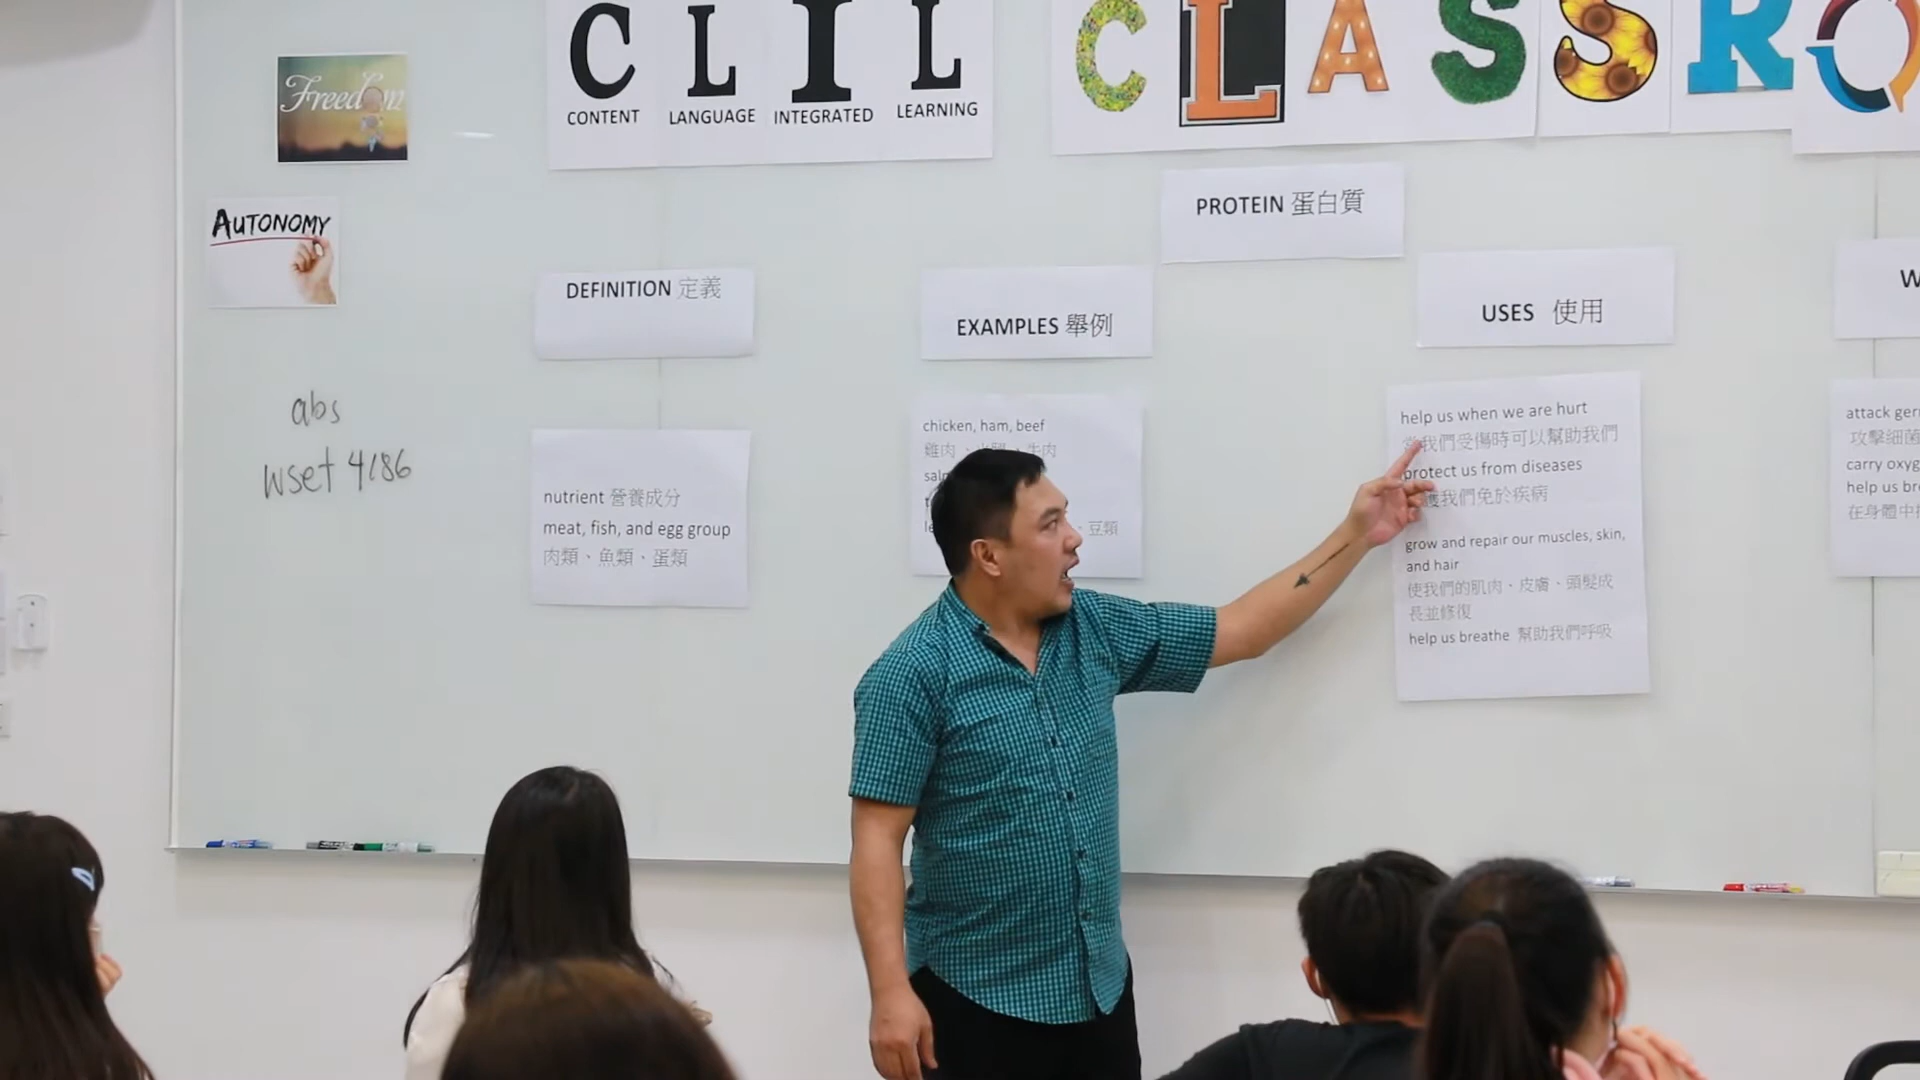 CLIL CLASSR
CONTENT LANGUAGE INTEGRATED LEARNING
Freedom
AUTONOMY
PROTEIN 蛋白質
DEFINITION 定義
nutrient 營養成分
meat, fish, and egg group
肉類、魚類、蛋類
EXAMPLES 舉例
chicken, ham, beef
雞肉、火腿、牛肉
豆類
USES 使用
help us when we are hurt
當我們受傷時可以幫助我們
protect us from diseases
我們免於疾病
grow and repair our muscles, skin,
and hair
使我們的肌肉、皮膚、頭髮成
長並修復
help us breathe 幫助我們呼吸
attack
攻擊細菌
carry
help us
在身體中
abs
wset 4186